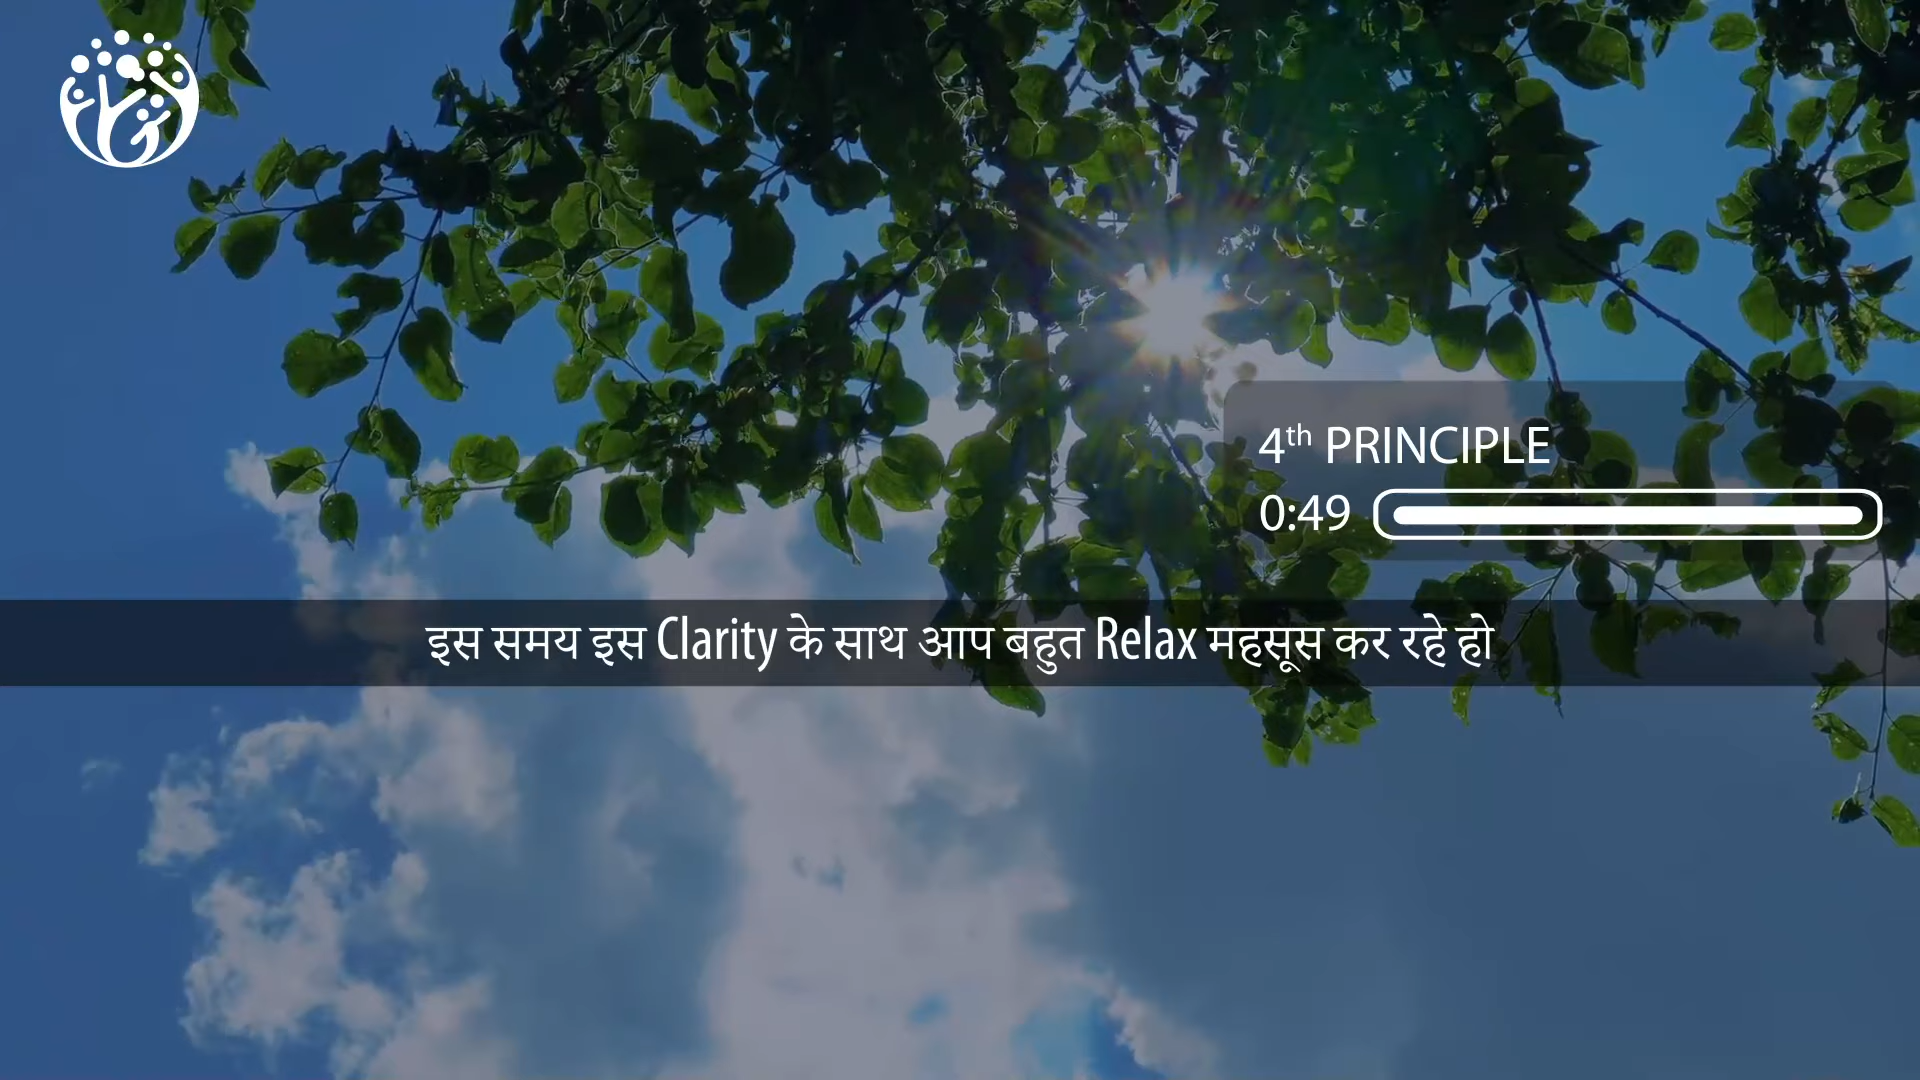 4th PRINCIPLE
0:49
इस समय इस Clarity के साथ आप बहुत Relax महसूस कर रहे हो